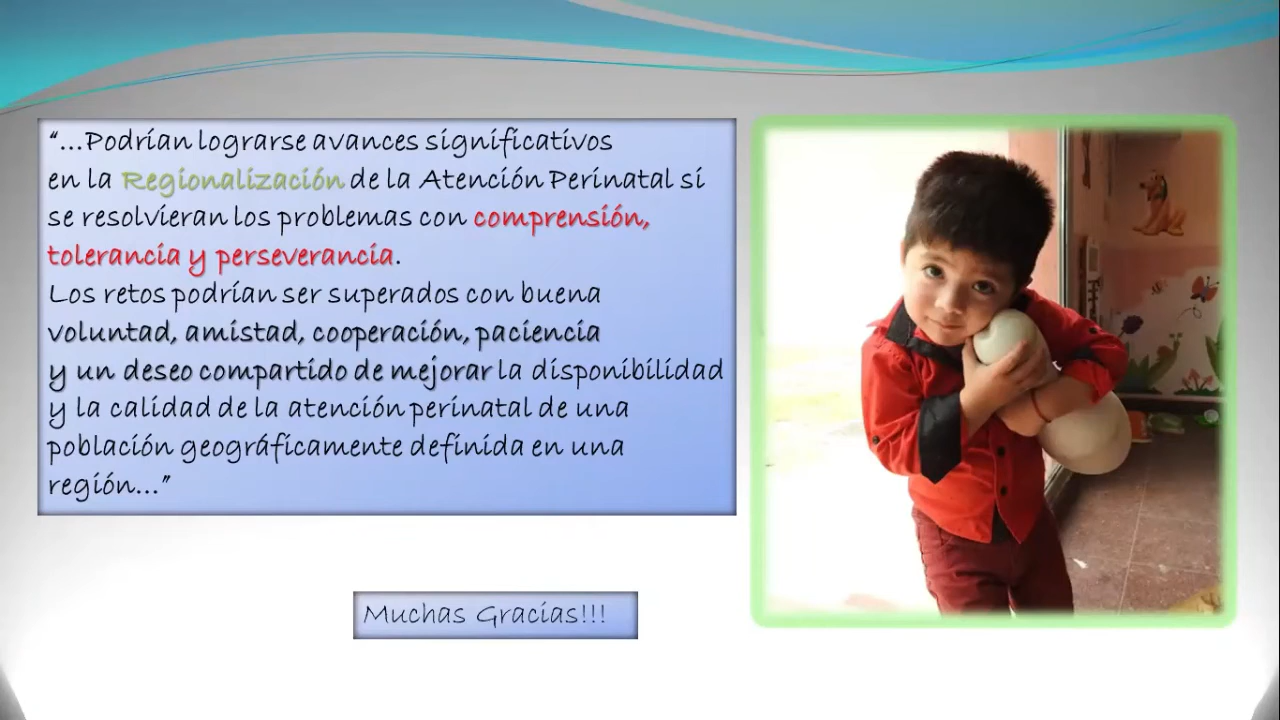 “...Podrían lograrse avances significativos
en la Regionalización de la Atención Perinatal si
se resolvieran los problemas con comprensión,
tolerancia y perseverancia.
Los retos podrían ser superados con buena
voluntad, amistad, cooperación, paciencia
y un deseo compartido de mejorar la disponibilidad
y la calidad de la atención perinatal de una
población geográficamente definida en una
región...”
Muchas Gracias!!!